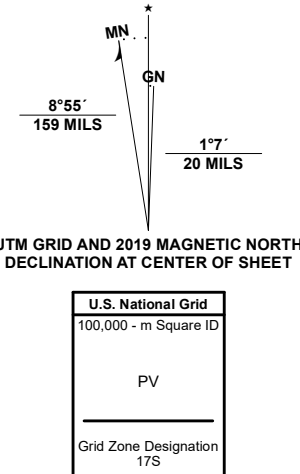 MN
GN
8°55´
159 MILS
1°7´
20 MILS
UTM GRID AND 2019 MAGNETIC NORTH
DECLINATION AT CENTER OF SHEET
U.S. National Grid
100,000 - m Square ID
PV
Grid Zone Designation
17S